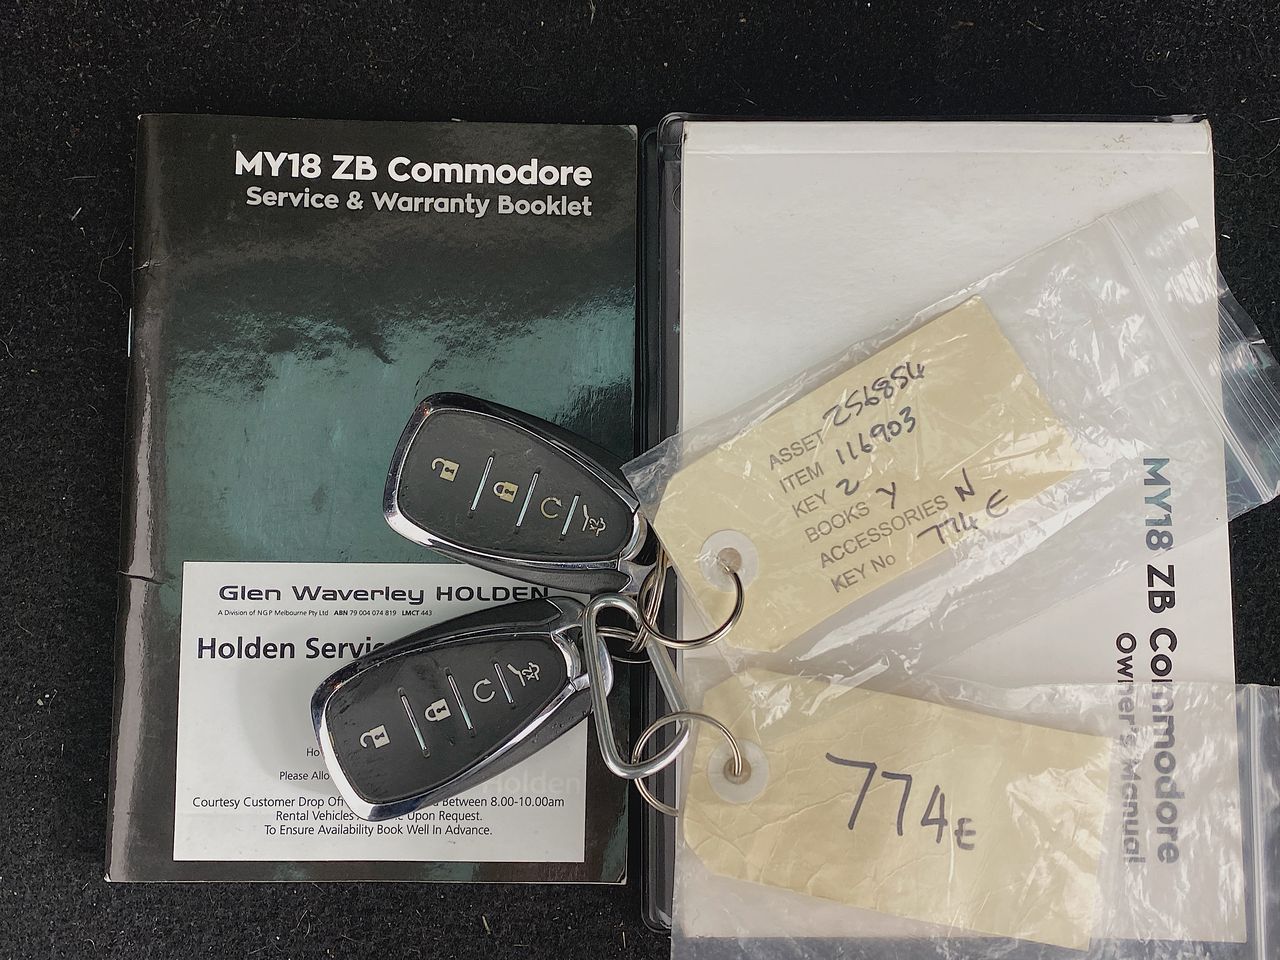 MY18 ZB Commodore
Service & Warranty Booklet
Glen Waverley HOLDEN
A Division of NGP Melbourne Pty Ltd ABN 79 004 074 819 LMCT 443
Holden
Please
Courtesy Customer Drop Off
Between 8.00-10.00am
Rental Vehicles
Upon Request.
To Ensure Availability Book Well In Advance.
ASSET 2569854
ITEM 116903
KEY 2
BOOKS Y
ACCESSORIES N
KEY No 774E
774E
MY18 ZB Commodore
Owner's Manual